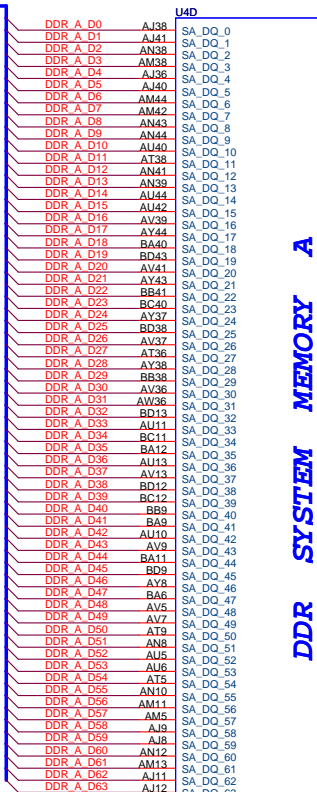 U4D
DDR_A_D0 AJ38 SA_DQ_0
DDR_A_D1 AJ41 SA_DQ_1
DDR_A_D2 AN38 SA_DQ_2
DDR_A_D3 AM38 SA_DQ_3
DDR_A_D4 AJ36 SA_DQ_4
DDR_A_D5 AJ40 SA_DQ_5
DDR_A_D6 AM44 SA_DQ_6
DDR_A_D7 AM42 SA_DQ_7
DDR_A_D8 AN43 SA_DQ_8
DDR_A_D9 AN44 SA_DQ_9
DDR_A_D10 AU40 SA_DQ_10
DDR_A_D11 AT38 SA_DQ_11
DDR_A_D12 AN41 SA_DQ_12
DDR_A_D13 AN39 SA_DQ_13
DDR_A_D14 AU44 SA_DQ_14
DDR_A_D15 AU42 SA_DQ_15
DDR_A_D16 AV39 SA_DQ_16
DDR_A_D17 AY44 SA_DQ_17
DDR_A_D18 BA40 SA_DQ_18
DDR_A_D19 BD43 SA_DQ_19
DDR_A_D20 AV41 SA_DQ_20
DDR_A_D21 AY43 SA_DQ_21
DDR_A_D22 BB41 SA_DQ_22
DDR_A_D23 BC40 SA_DQ_23
DDR_A_D24 AY37 SA_DQ_24
DDR_A_D25 BD38 SA_DQ_25
DDR_A_D26 AV37 SA_DQ_26
DDR_A_D27 AT36 SA_DQ_27
DDR_A_D28 AY38 SA_DQ_28
DDR_A_D29 BB38 SA_DQ_29
DDR_A_D30 AV36 SA_DQ_30
DDR_A_D31 AW36 SA_DQ_31
DDR_A_D32 BD13 SA_DQ_32
DDR_A_D33 AU11 SA_DQ_33
DDR_A_D34 BC11 SA_DQ_34
DDR_A_D35 BA12 SA_DQ_35
DDR_A_D36 AU13 SA_DQ_36
DDR_A_D37 AV13 SA_DQ_37
DDR_A_D38 BD12 SA_DQ_38
DDR_A_D39 BC12 SA_DQ_39
DDR_A_D40 BB9 SA_DQ_40
DDR_A_D41 BA9 SA_DQ_41
DDR_A_D42 AU10 SA_DQ_42
DDR_A_D43 AV9 SA_DQ_43
DDR_A_D44 BA11 SA_DQ_44
DDR_A_D45 BD9 SA_DQ_45
DDR_A_D46 AY8 SA_DQ_46
DDR_A_D47 BA6 SA_DQ_47
DDR_A_D48 AV5 SA_DQ_48
DDR_A_D49 AV7 SA_DQ_49
DDR_A_D50 AT9 SA_DQ_50
DDR_A_D51 AN8 SA_DQ_51
DDR_A_D52 AU5 SA_DQ_52
DDR_A_D53 AU6 SA_DQ_53
DDR_A_D54 AT5 SA_DQ_54
DDR_A_D55 AN10 SA_DQ_55
DDR_A_D56 AM11 SA_DQ_56
DDR_A_D57 AM5 SA_DQ_57
DDR_A_D58 AJ9 SA_DQ_58
DDR_A_D59 AJ8 SA_DQ_59
DDR_A_D60 AN12 SA_DQ_60
DDR_A_D61 AM13 SA_DQ_61
DDR_A_D62 AJ11 SA_DQ_62
DDR_A_D63 AJ12
DDR SYSTEM MEMORY A